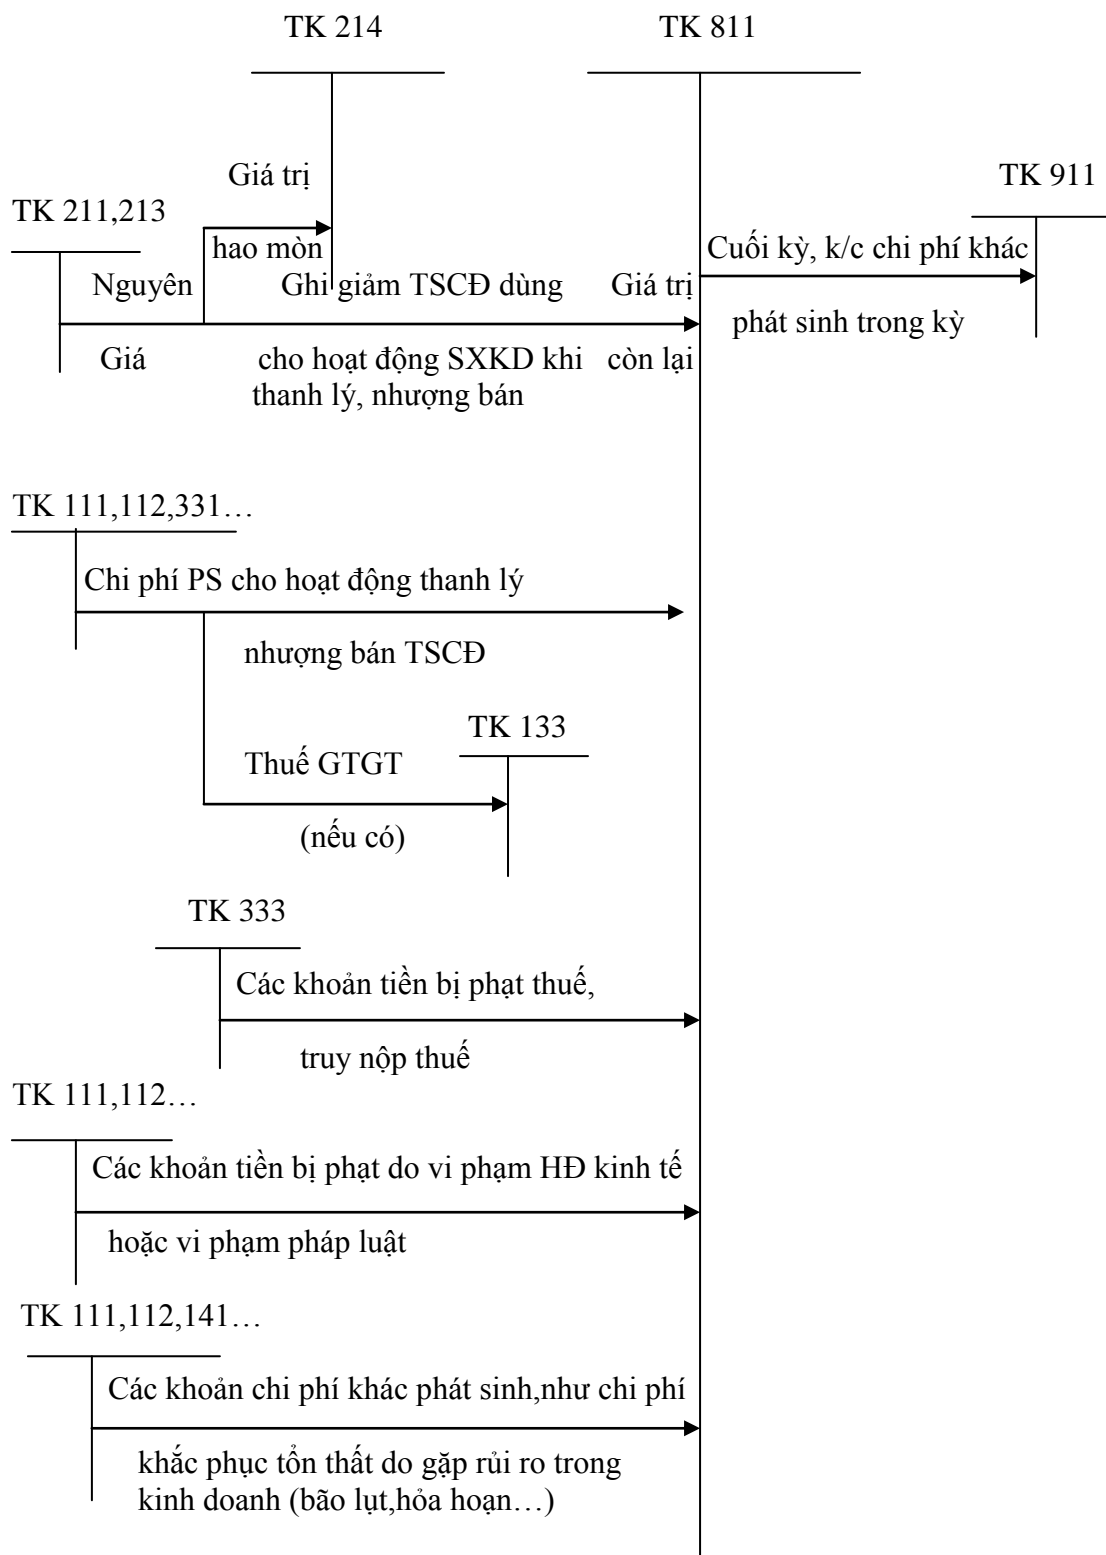 TK 214
TK 811
Giá trị
TK 911
TK 211,213
hao mòn
Cuối kỳ, k/c chi phí khác
Nguyên
Ghi giảm TSCĐ dùng
Giá trị
phát sinh trong kỳ
Giá
cho hoạt động SXKD khi
còn lại
thanh lý, nhượng bán
TK 111,112,331…
Chi phí PS cho hoạt động thanh lý
nhượng bán TSCĐ
TK 133
Thuế GTGT
(nếu có)
TK 333
Các khoản tiền bị phạt thuế,
truy nộp thuế
TK 111,112…
Các khoản tiền bị phạt do vi phạm HĐ kinh tế
hoặc vi phạm pháp luật
TK 111,112,141…
Các khoản chi phí khác phát sinh,như chi phí
khắc phục tổn thất do gặp rủi ro trong
kinh doanh (bão lụt,hỏa hoạn…)